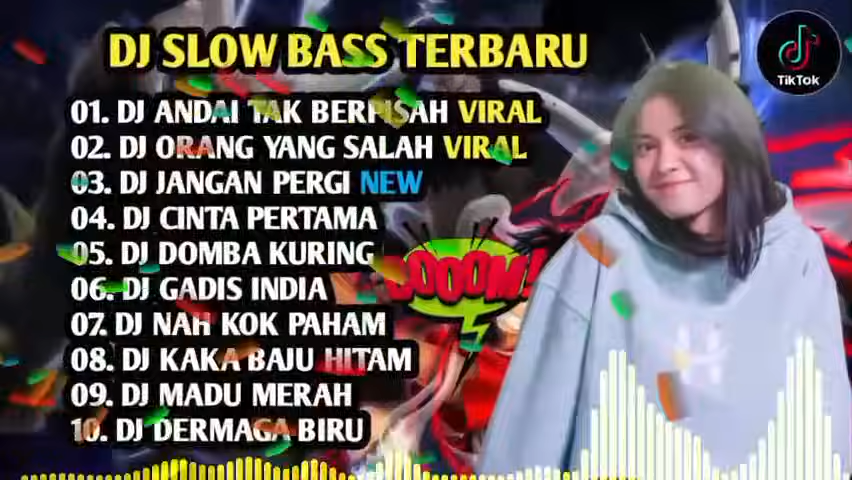 DJ SLOW BASS TERBARU
TikTok
01. DJ ANDAI TAK BERPISAH VIRAL
02. DJ ORANG YANG SALAH VIRAL
03. DJ JANGAN PERGI NEW
04. DJ CINTA PERTAMA
05. DJ DOMBA KURING
06. DJ GADIS INDIA
07. DJ NAH KOK PAHAM
08. DJ KAKA BAJU HITAM
09. DJ MADU MERAH
10. DJ DERMAGA BIRU
BOOOM!